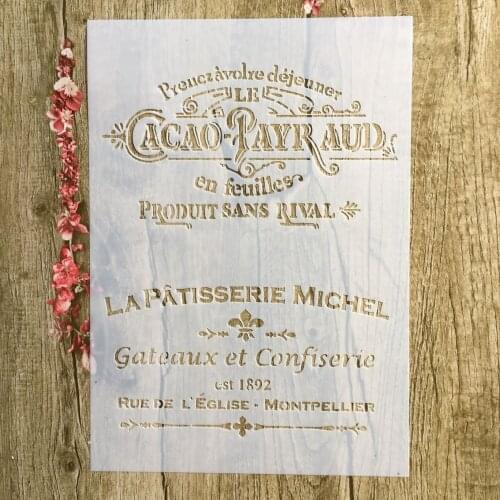 Prenez à votre déjeuner
LE
CACAO-PAYRAUD
en feuilles
PRODUIT SANS RIVAL
LA PÂTISSERIE MICHEL
Gateaux et Confiserie
est 1892
RUE DE L'ÉGLISE - MONTPELLIER